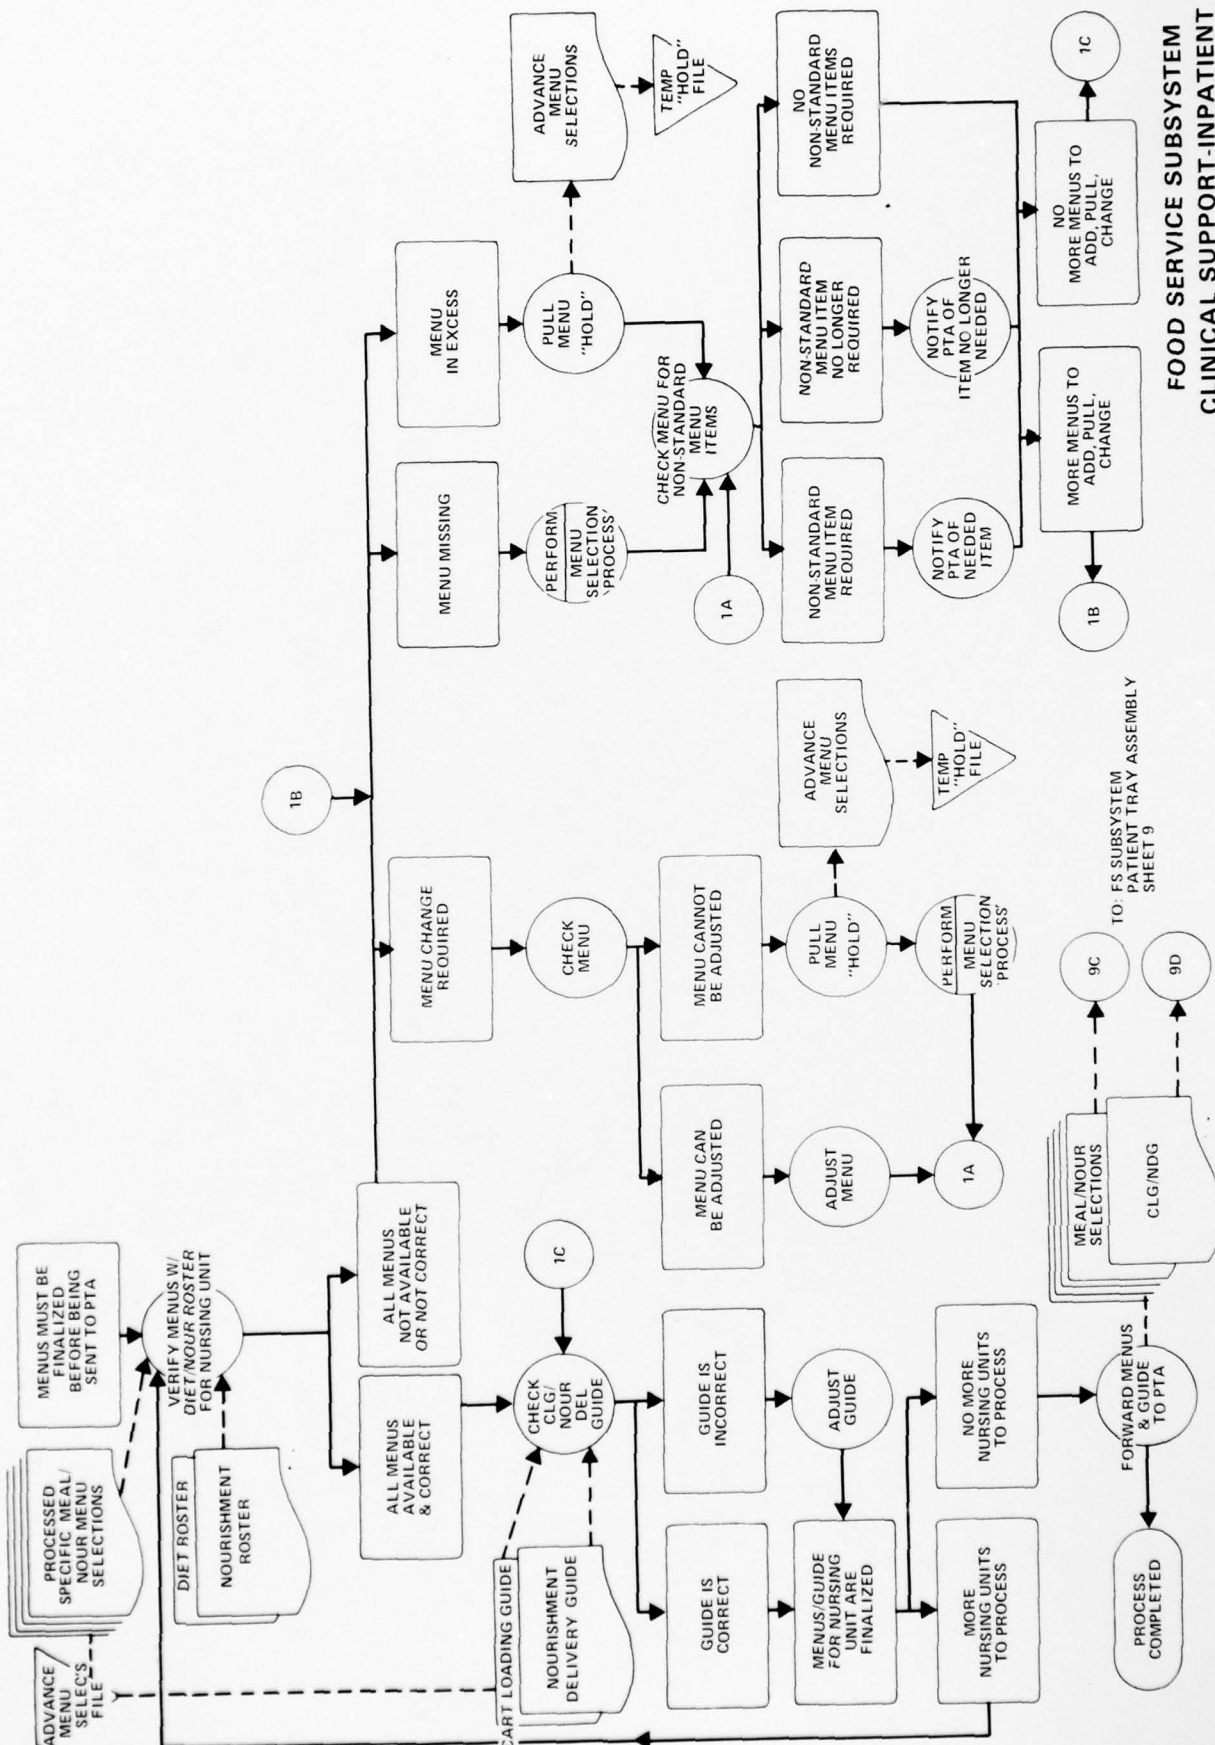 ADVANCE
MENU
SELEC'S
FILE
PROCESSED
SPECIFIC MEAL/
NOUR MENU
SELECTIONS
MENUS MUST BE
FINALIZED
BEFORE BEING
SENT TO PTA
DIET ROSTER
NOURISHMENT
ROSTER
VERIFY MENUS W/
DIET/NOUR ROSTER
FOR NURSING UNIT
ALL MENUS
AVAILABLE
& CORRECT
ALL MENUS
NOT AVAILABLE
OR NOT CORRECT
1B
CART LOADING GUIDE
NOURISHMENT
DELIVERY GUIDE
CHECK
CLG/
NOUR
DEL
GUIDE
1C
GUIDE IS
CORRECT
GUIDE IS
INCORRECT
ADJUST
GUIDE
MENUS/GUIDE
FOR NURSING
UNIT ARE
FINALIZED
MORE
NURSING UNITS
TO PROCESS
NO MORE
NURSING UNITS
TO PROCESS
FORWARD MENUS
& GUIDE
TO PTA
PROCESS
COMPLETED
MEAL/NOUR
SELECTIONS
CLG/NDG
9C
9D
TO: FS SUBSYSTEM
PATIENT TRAY ASSEMBLY
SHEET 9
MENU CHANGE
REQUIRED
CHECK
MENU
MENU CAN
BE ADJUSTED
MENU CANNOT
BE ADJUSTED
ADJUST
MENU
PULL
MENU
"HOLD"
ADVANCE
MENU
SELECTIONS
TEMP
"HOLD"
FILE
PERFORM
MENU
SELECTION
PROCESS'
1A
MENU MISSING
MENU
IN EXCESS
PERFORM
MENU
SELECTION
PROCESS'
PULL
MENU
"HOLD"
ADVANCE
MENU
SELECTIONS
TEMP
"HOLD"
FILE
1A
CHECK MENU FOR
NON-STANDARD
MENU
ITEMS
NON-STANDARD
MENU ITEM
REQUIRED
NON-STANDARD
MENU ITEM
NO LONGER
REQUIRED
NO
NON-STANDARD
MENU ITEMS
REQUIRED
NOTIFY
PTA OF
NEEDED
ITEM
NOTIFY
PTA OF
ITEM NO LONGER
NEEDED
1B
MORE MENUS TO
ADD, PULL,
CHANGE
NO
MORE MENUS TO
ADD, PULL,
CHANGE
1C
FOOD SERVICE SUBSYSTEM
CLINICAL SUPPORT-INPATIENT